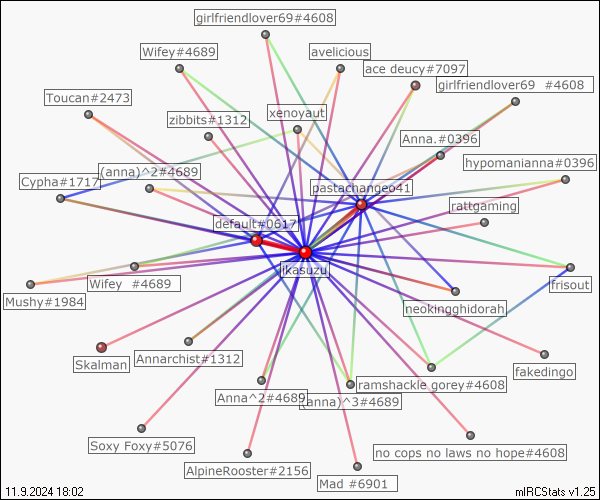 girlfriendlover69#4608
Wifey#4689
avelicious
ace deucy#7097
girlfriendlover69 #4608
Toucan#2473
zibbits#1312
xenoyaut
Anna.#0396
hypomanianna#0396
(anna)^2#4689
Cypha#1717
pastachangeo41
rattgaming
default#0617
jikasuzu
Wifey #4689
frisout
Mushy#1984
neokingghidorah
Skalman
Annarchist#1312
fakedingo
ramshackle gorey#4608
Anna^2#4689
(anna)^3#4689
Soxy Foxy#5076
no cops no laws no hope#4608
AlpineRooster#2156
Mad #6901
11.9.2024 18:02
mIRCStats v1.25